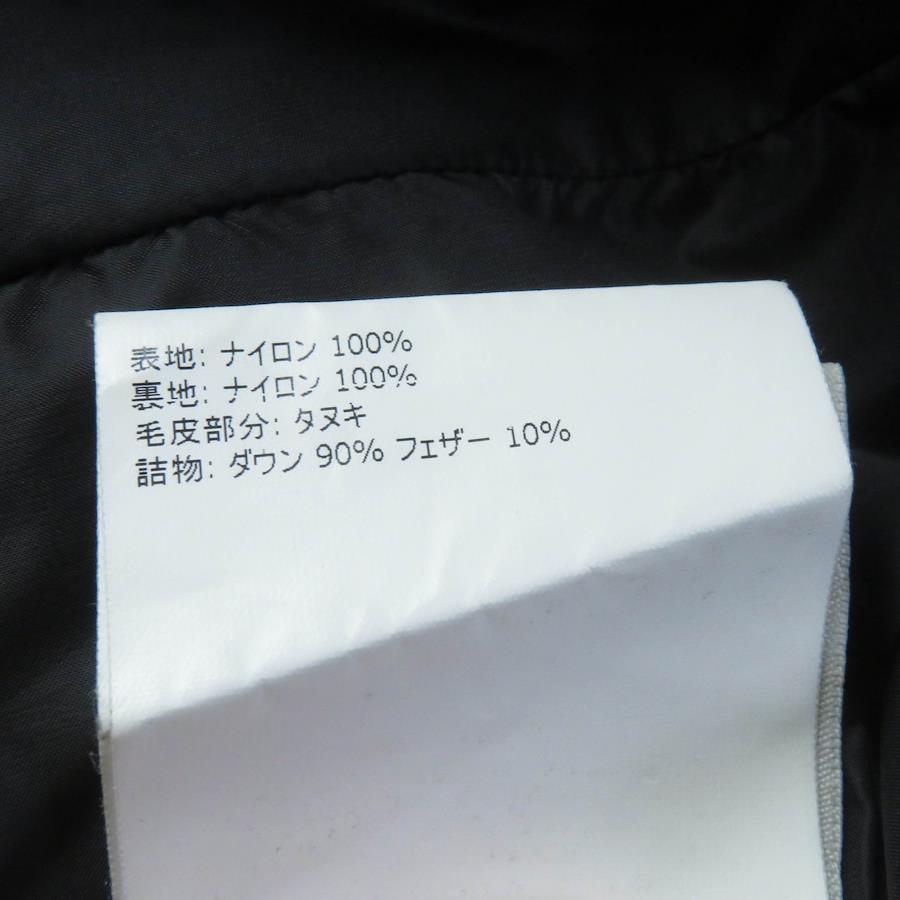 表地: ナイロン 100%
裏地: ナイロン 100%
毛皮部分: タヌキ
詰物: ダウン 90% フェザー 10%